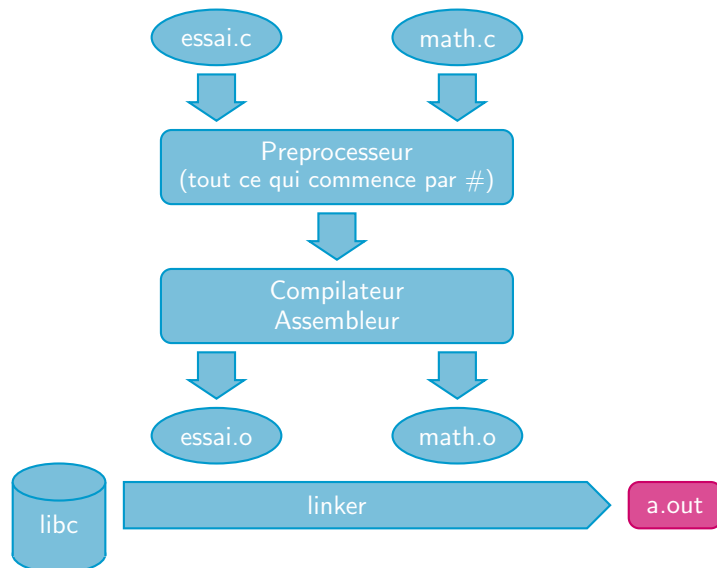 essai.c
math.c
Preprocesseur
(tout ce qui commence par #)
Compilateur
Assembleur
essai.o
math.o
libc
linker
a.out